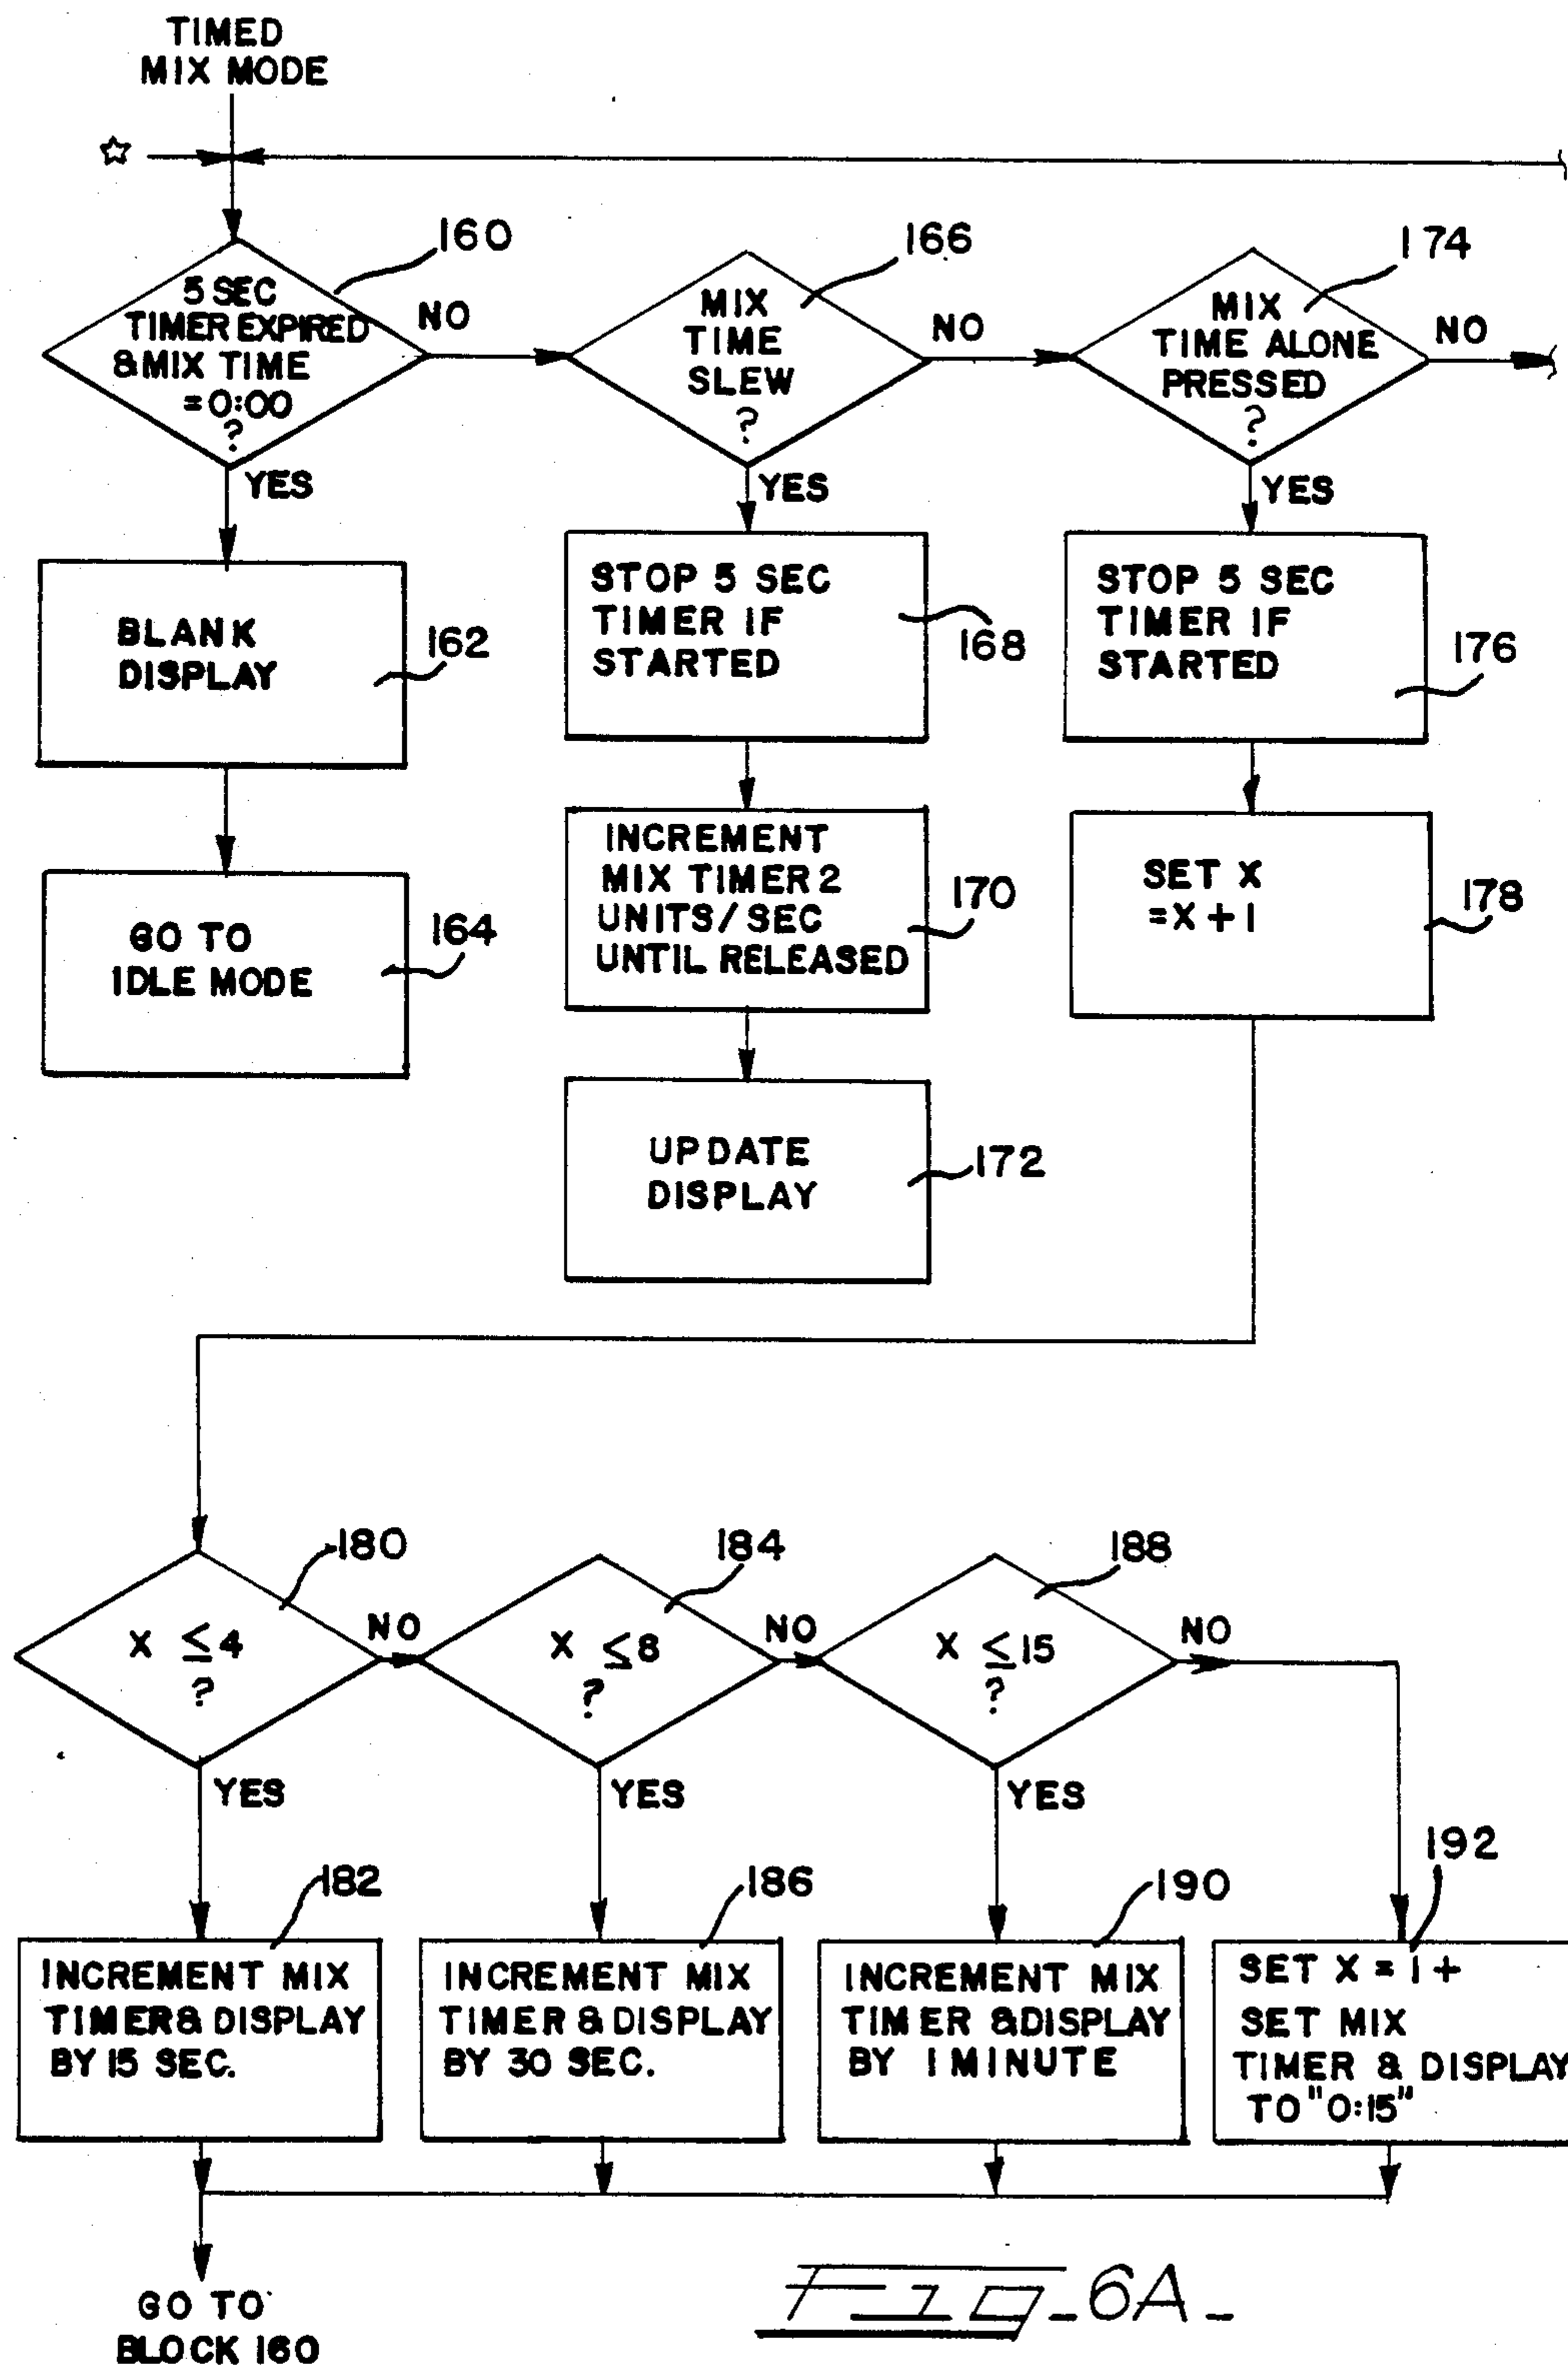 TIMED
MIX MODE
☆
160
5 SEC
TIMER EXPIRED
& MIX TIME
=0:00
?
NO
YES
166
MIX
TIME
SLEW
?
NO
YES
174
MIX
TIME ALONE
PRESSED
?
NO
YES
BLANK
DISPLAY
162
STOP 5 SEC
TIMER IF
STARTED
168
STOP 5 SEC
TIMER IF
STARTED
176
GO TO
IDLE MODE
164
INCREMENT
MIX TIMER 2
UNITS/SEC
UNTIL RELEASED
170
SET X
=X+1
178
UPDATE
DISPLAY
172
180
X ≤4
?
NO
YES
184
X ≤8
?
NO
YES
188
X ≤15
?
NO
YES
182
INCREMENT MIX
TIMER & DISPLAY
BY 15 SEC.
186
INCREMENT MIX
TIMER & DISPLAY
BY 30 SEC.
190
INCREMENT MIX
TIMER & DISPLAY
BY 1 MINUTE
192
SET X = 1 +
SET MIX
TIMER & DISPLAY
TO "0:15"
GO TO
BLOCK 160
Fig-6A-